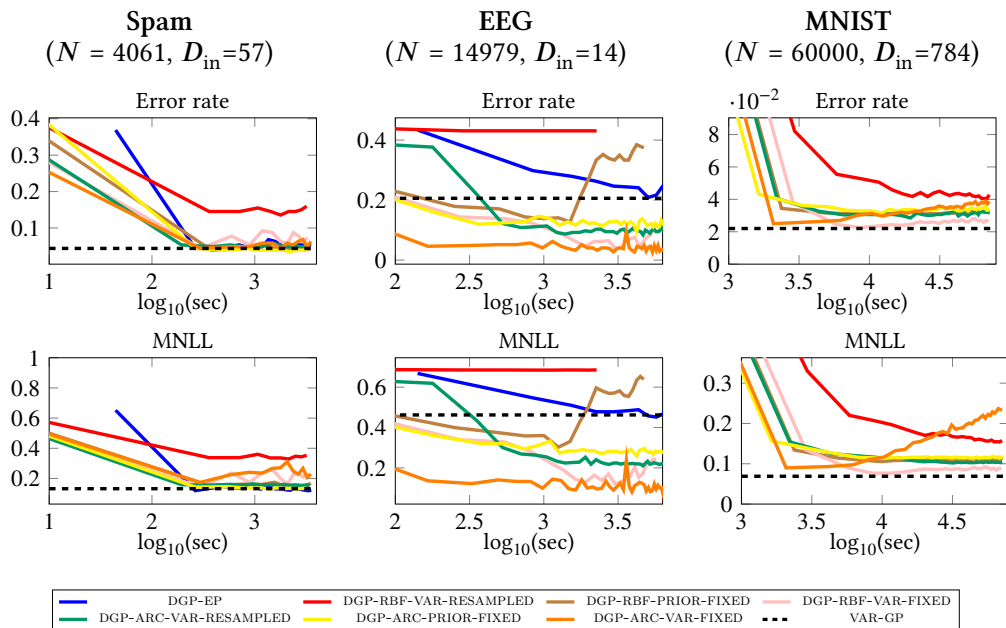 Spam
(N = 4061, D_in=57)
EEG
(N = 14979, D_in=14)
MNIST
(N = 60000, D_in=784)
Error rate
0.4
0.3
0.2
0.1
1
2
3
log10(sec)
Error rate
0.4
0.2
0
2
2.5
3
3.5
log10(sec)
·10−2
Error rate
8
6
4
2
0
3
3.5
4
4.5
log10(sec)
MNLL
1
0.8
0.6
0.4
0.2
1
2
3
log10(sec)
MNLL
0.6
0.4
0.2
2
2.5
3
3.5
log10(sec)
MNLL
0.3
0.2
0.1
0
3
3.5
4
4.5
log10(sec)
DGP-EP
DGP-RBF-VAR-RESAMPLED
DGP-RBF-PRIOR-FIXED
DGP-RBF-VAR-FIXED
DGP-ARC-VAR-RESAMPLED
DGP-ARC-PRIOR-FIXED
DGP-ARC-VAR-FIXED
VAR-GP